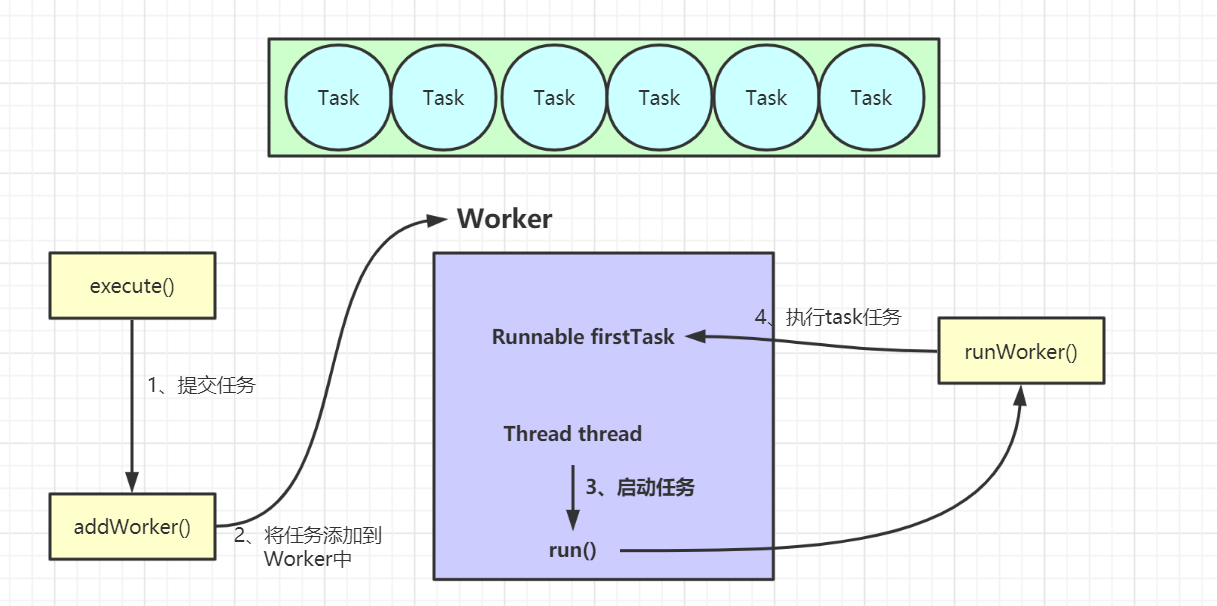 Task Task Task Task Task Task
Worker
execute()
Runnable firstTask
4、执行task任务
runWorker()
1、提交任务
Thread thread
3、启动任务
addWorker()
2、将任务添加到
Worker中
run()